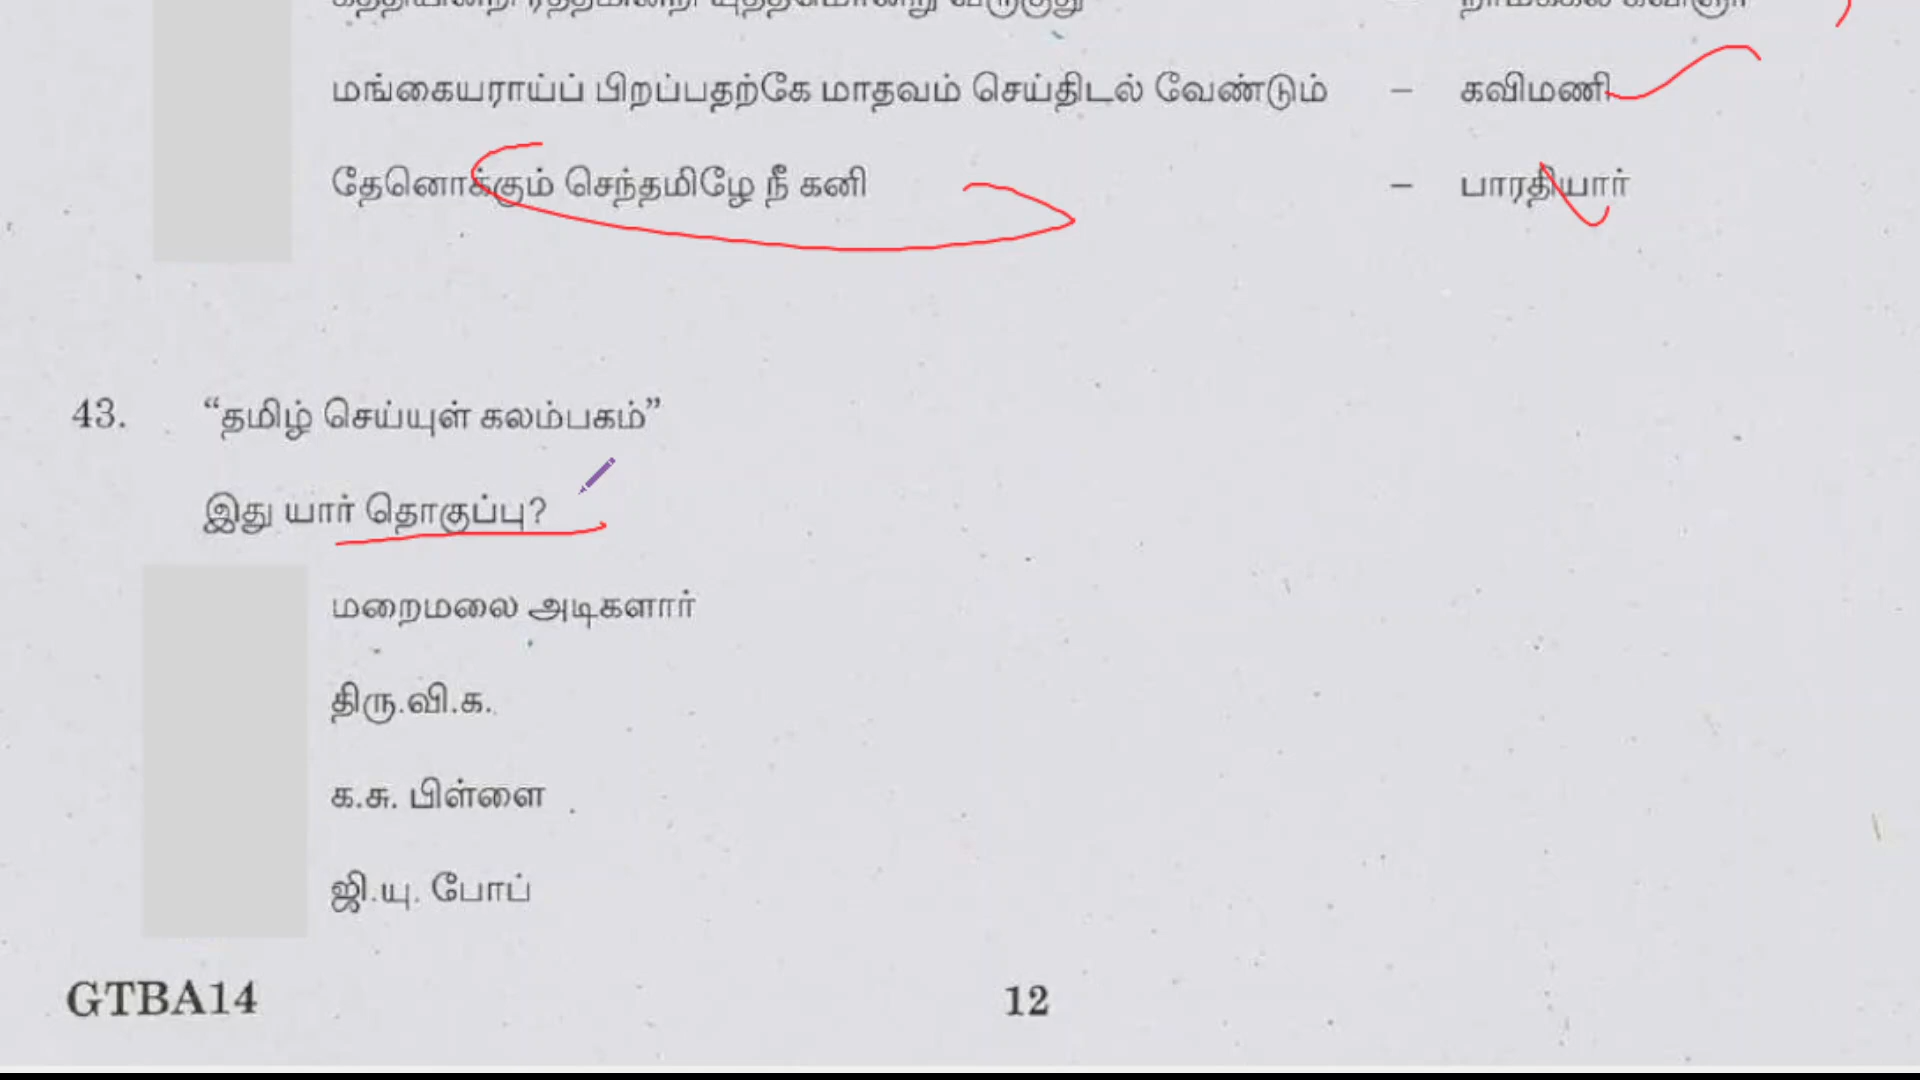 மங்கையராய்ப் பிறப்பதற்கே மாதவம் செய்திடல் வேண்டும் – கவிமணி
தேனொக்கும் செந்தமிழே நீ கனி – பாரதியார்
43. “தமிழ் செய்யுள் கலம்பகம்”
இது யார் தொகுப்பு?
மறைமலை அடிகளார்
திரு.வி.க.
க.சு. பிள்ளை
ஜி.யு. போப்
GTBA14 12